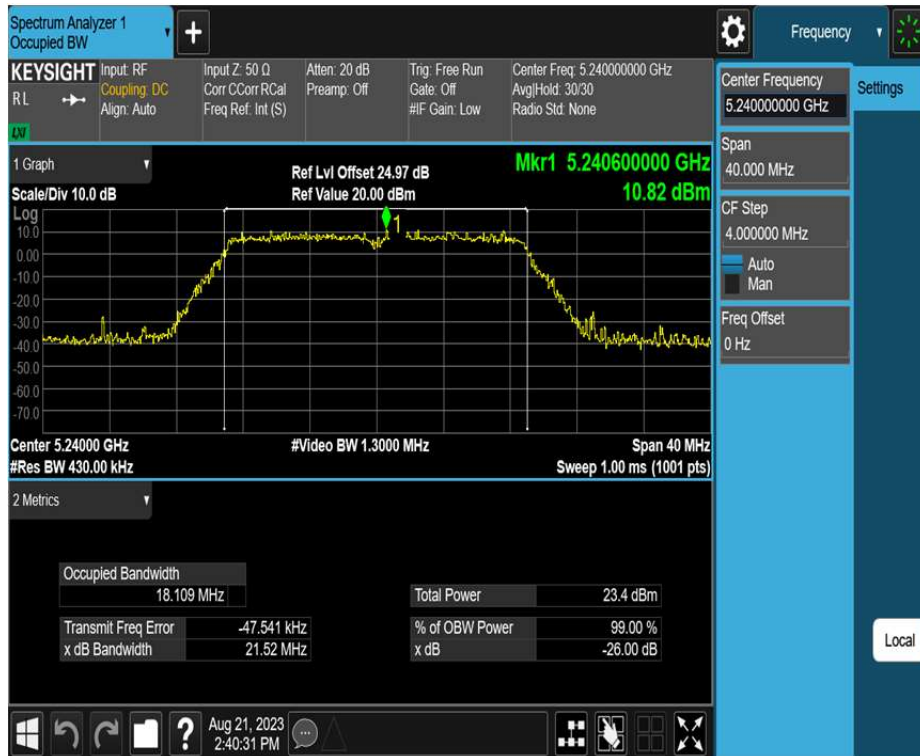 Spectrum Analyzer 1
Occupied BW
+
Frequency
KEYSIGHT
R L
LXI
Input: RF
Coupling: DC
Align: Auto
Input Z: 50 Ω
Corr CCorr RCal
Freq Ref: Int (S)
Atten: 20 dB
Preamp: Off
Trig: Free Run
Gate: Off
#IF Gain: Low
Center Freq: 5.240000000 GHz
Avg|Hold: 30/30
Radio Std: None
Center Frequency
5.240000000 GHz
Settings
Span
40.000 MHz
CF Step
4.000000 MHz
Auto
Man
Freq Offset
0 Hz
Local
1 Graph
Scale/Div 10.0 dB
Ref Lvl Offset 24.97 dB
Ref Value 20.00 dBm
Mkr1 5.240600000 GHz
10.82 dBm
Log
1
10.0
0.00
-10.0
-20.0
-30.0
-40.0
-50.0
-60.0
-70.0
Center 5.24000 GHz
#Video BW 1.3000 MHz
Span 40 MHz
#Res BW 430.00 kHz
Sweep 1.00 ms (1001 pts)
2 Metrics
Occupied Bandwidth
18.109 MHz
Total Power 23.4 dBm
Transmit Freq Error -47.541 kHz
% of OBW Power 99.00 %
x dB Bandwidth 21.52 MHz
x dB -26.00 dB
?
Aug 21, 2023
2:40:31 PM